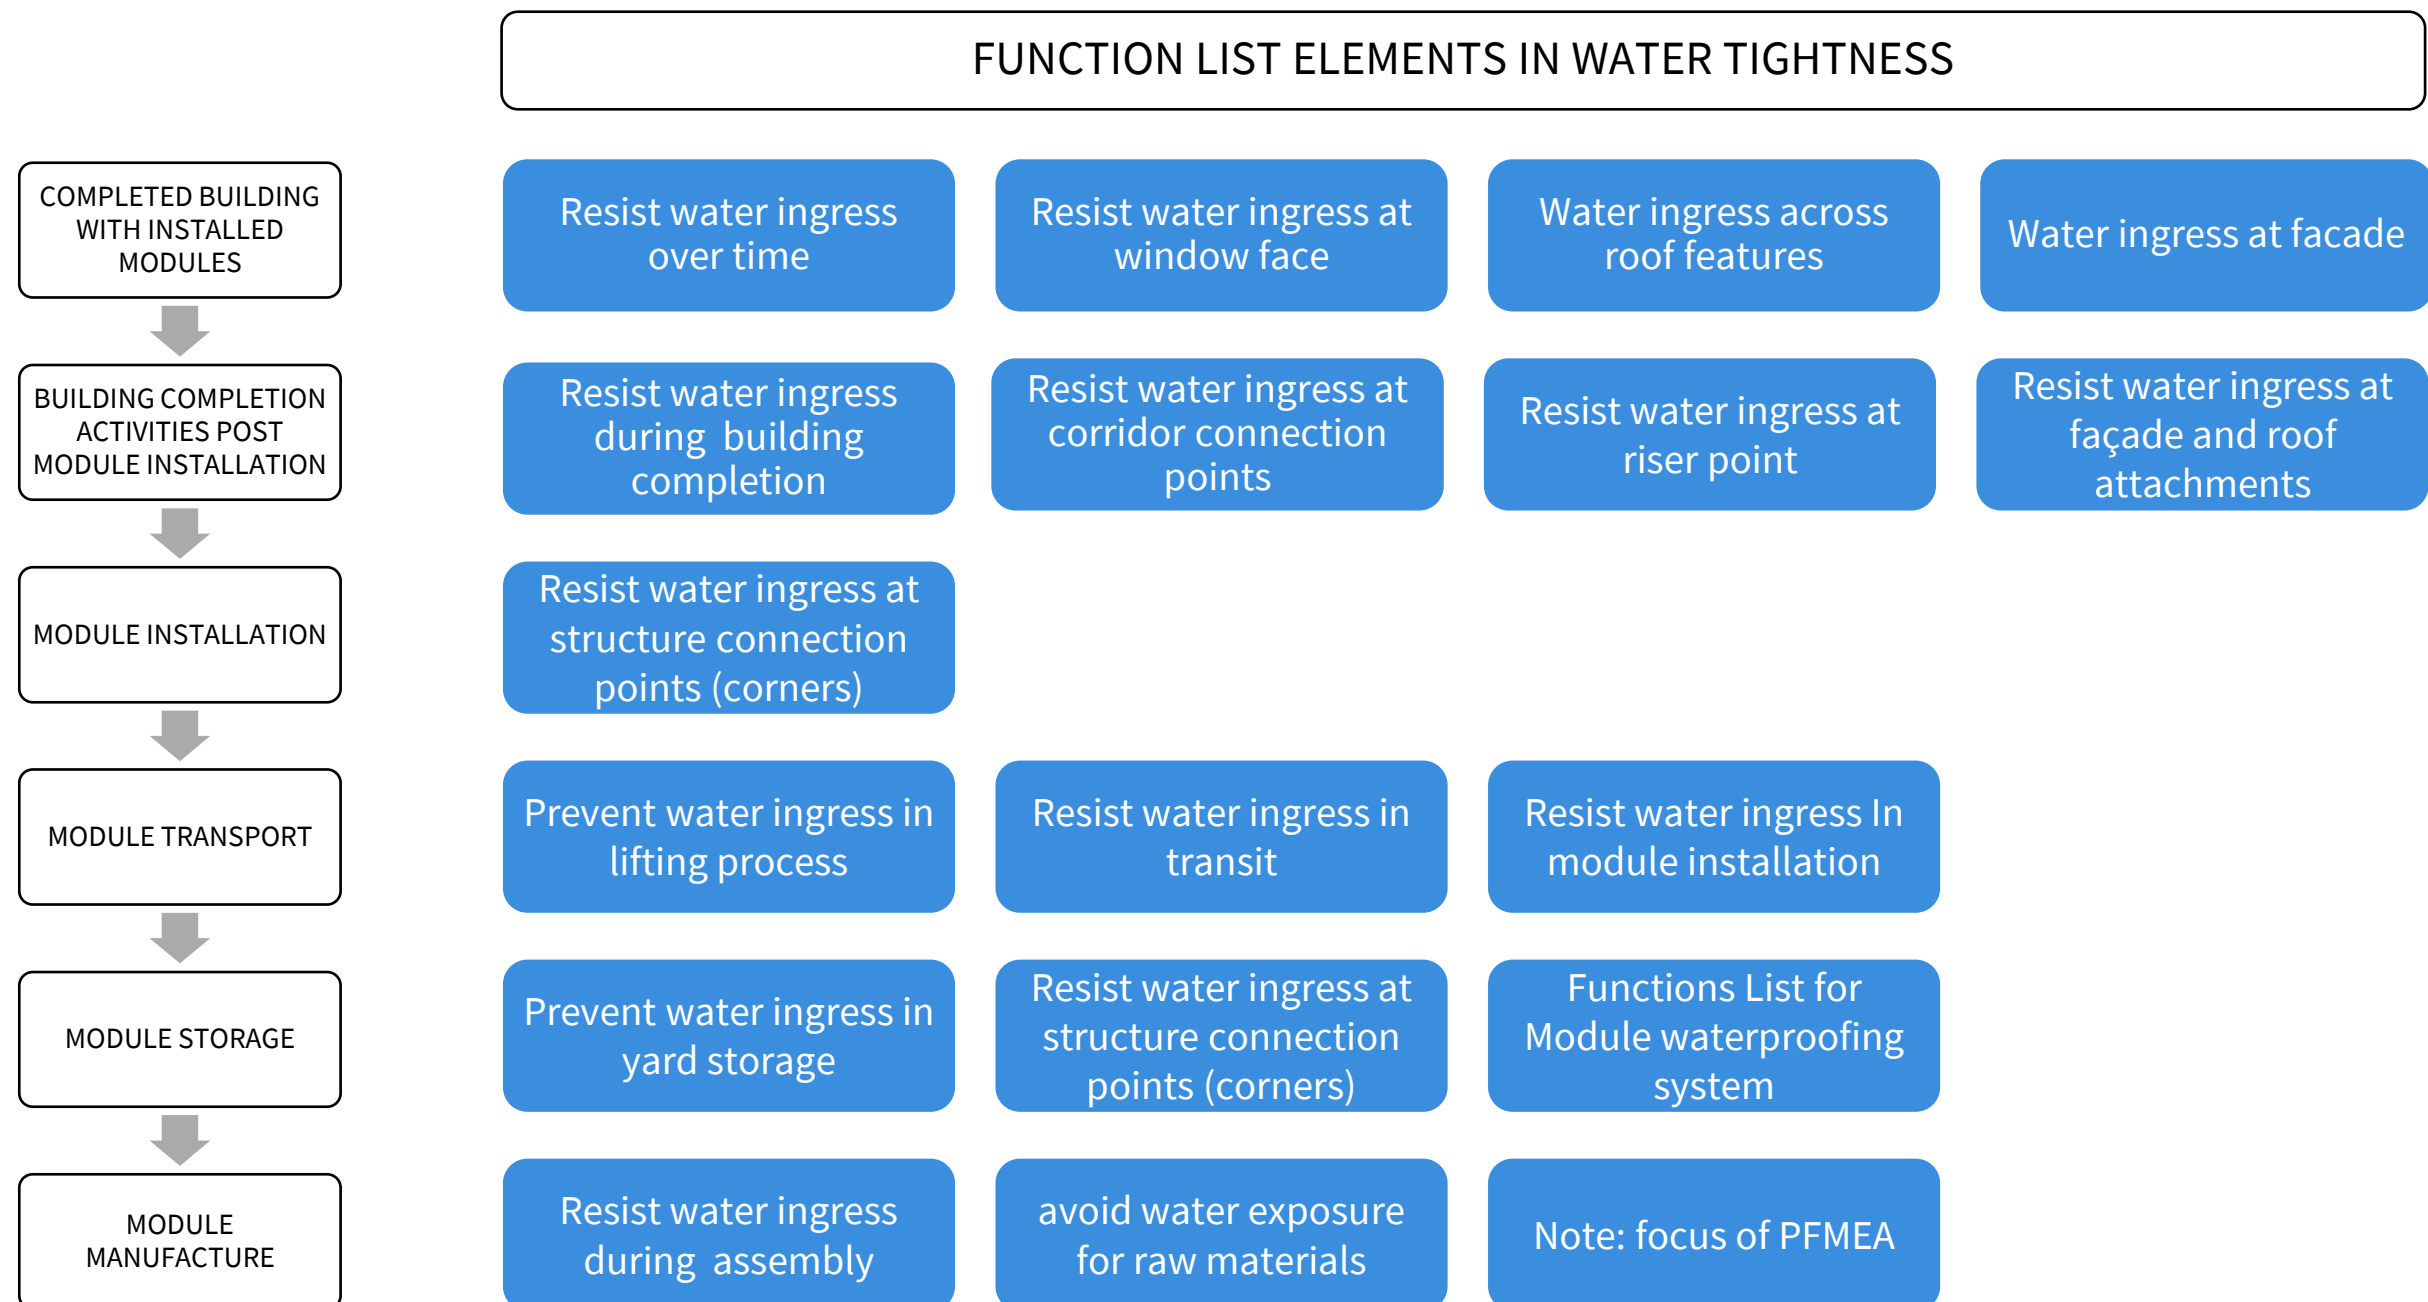 FUNCTION LIST ELEMENTS IN WATER TIGHTNESS
COMPLETED BUILDING
WITH INSTALLED
MODULES
Resist water ingress
over time
Resist water ingress at
window face
Water ingress across
roof features
Water ingress at facade
BUILDING COMPLETION
ACTIVITIES POST
MODULE INSTALLATION
Resist water ingress
during  building
completion
Resist water ingress at
corridor connection
points
Resist water ingress at
riser point
Resist water ingress at
façade and roof
attachments
MODULE INSTALLATION
Resist water ingress at
structure connection
points (corners)
MODULE TRANSPORT
Prevent water ingress in
lifting process
Resist water ingress in
transit
Resist water ingress In
module installation
MODULE STORAGE
Prevent water ingress in
yard storage
Resist water ingress at
structure connection
points (corners)
Functions List for
Module waterproofing
system
MODULE
MANUFACTURE
Resist water ingress
during  assembly
avoid water exposure
for raw materials
Note: focus of PFMEA